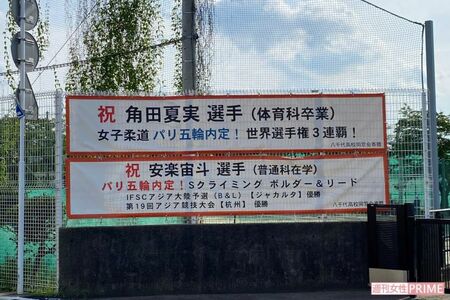 祝 角田夏実 選手 (体育科卒業)
女子柔道 パリ五輪内定! 世界選手権3連覇!
八千代高校同窓会本部
祝 安楽宙斗 選手 (普通科在学)
パリ五輪内定! Sクライミング ボルダー&リード
IFSCアジア大陸予選 (B&L) 【ジャカルタ】 優勝
第19回アジア競技大会 【杭州】 優勝
八千代高校同窓会本部
週刊女性PRIME